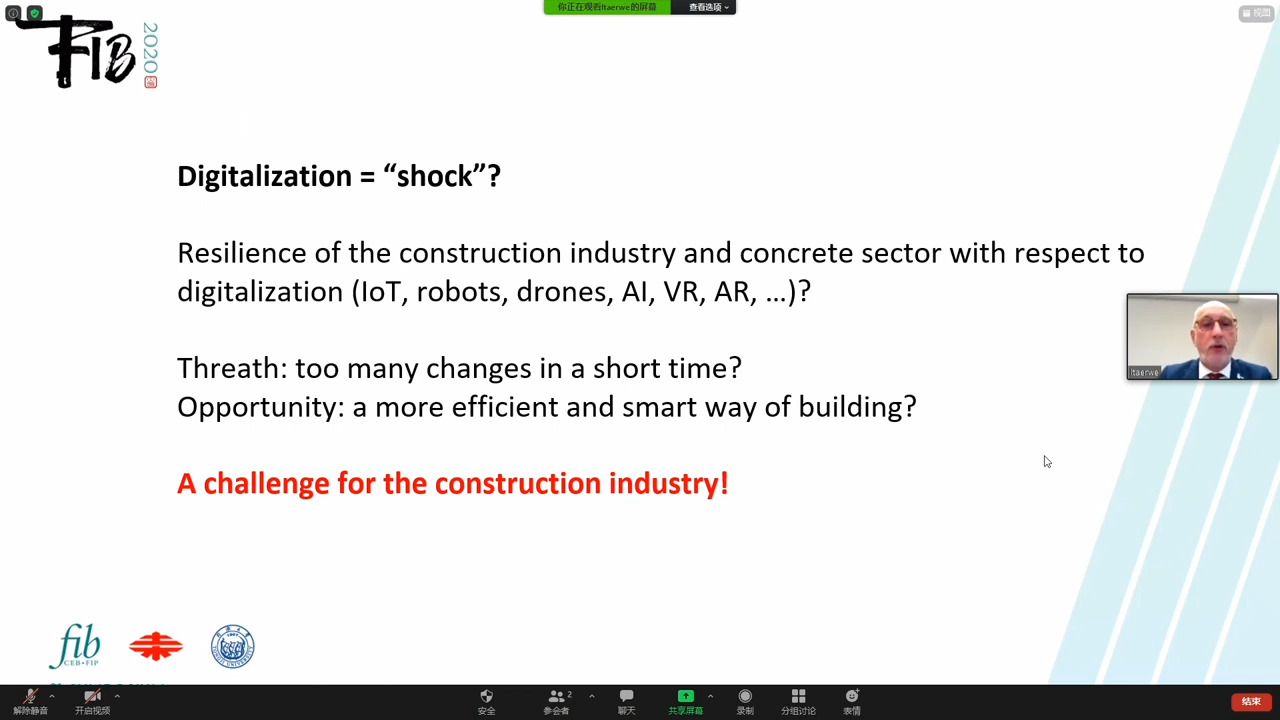 你正在观看ltaerwe的屏幕
查看选项
视图
FIB
2020
Digitalization = “shock”?
Resilience of the construction industry and concrete sector with respect to
digitalization (IoT, robots, drones, AI, VR, AR, …)?
Threath: too many changes in a short time?
Opportunity: a more efficient and smart way of building?
A challenge for the construction industry!
ltaerwe
fib
CEB-FIP
解除静音
开启视频
安全
参会者
2
聊天
共享屏幕
录制
分组讨论
表情
结束